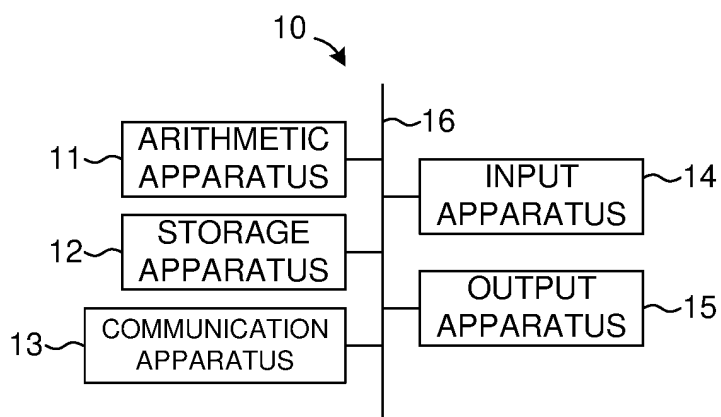 10
16
11
ARITHMETIC
APPARATUS
14
INPUT
APPARATUS
12
STORAGE
APPARATUS
15
OUTPUT
APPARATUS
13
COMMUNICATION
APPARATUS